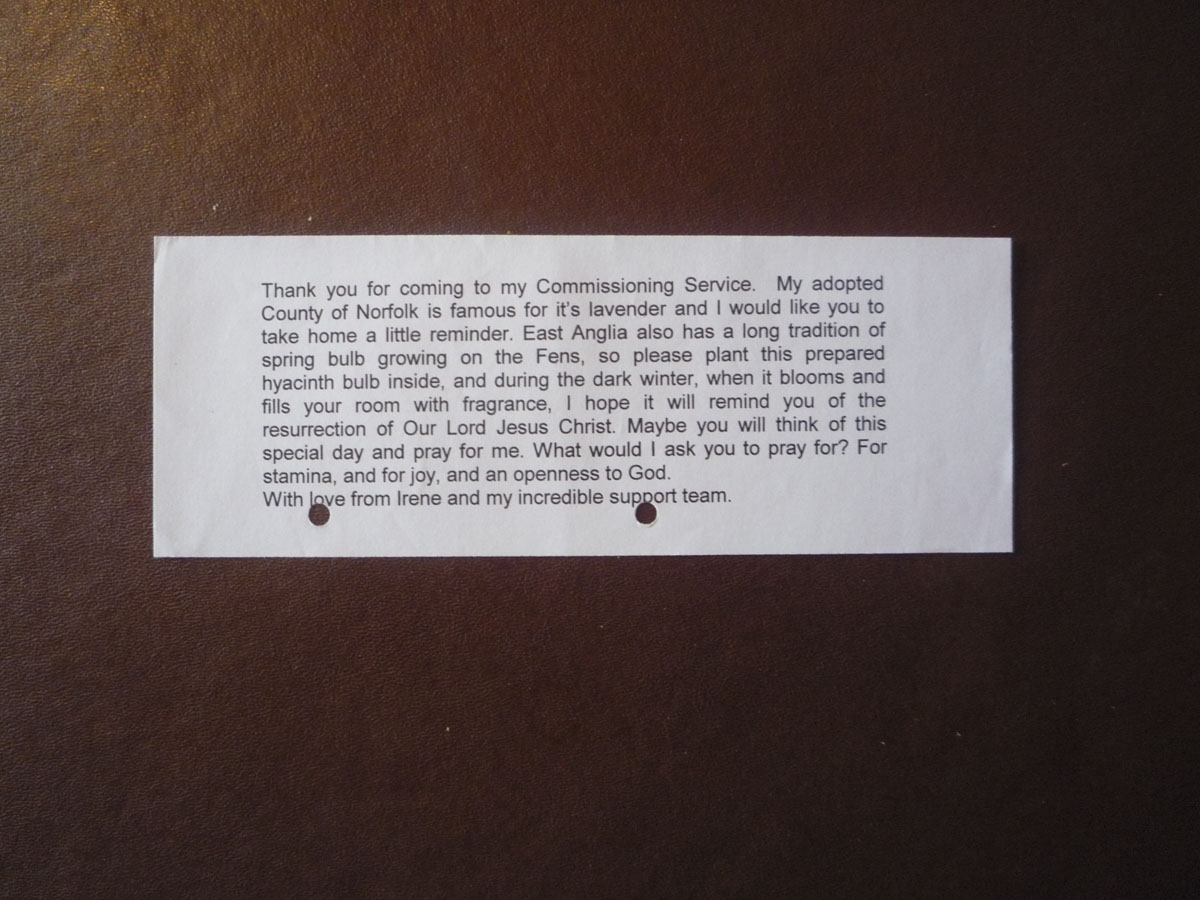 Thank you for coming to my Commissioning Service. My adopted
County of Norfolk is famous for it's lavender and I would like you to
take home a little reminder. East Anglia also has a long tradition of
spring bulb growing on the Fens, so please plant this prepared
hyacinth bulb inside, and during the dark winter, when it blooms and
fills your room with fragrance, I hope it will remind you of the
resurrection of Our Lord Jesus Christ. Maybe you will think of this
special day and pray for me. What would I ask you to pray for? For
stamina, and for joy, and an openness to God.
With love from Irene and my incredible support team.